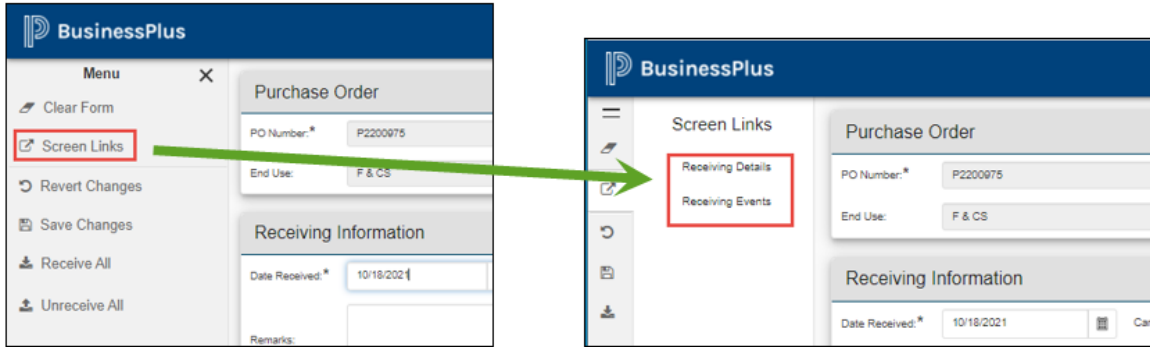 BusinessPlus
Menu
Clear Form
Screen Links
Revert Changes
Save Changes
Receive All
Unreceive All
Purchase Order
PO Number:* P2200975
End Use: F & CS
Receiving Information
Date Received:* 10/18/2021
Remarks:
BusinessPlus
Screen Links
Receiving Details
Receiving Events
Purchase Order
PO Number:* P2200975
End Use: F & CS
Receiving Information
Date Received:* 10/18/2021